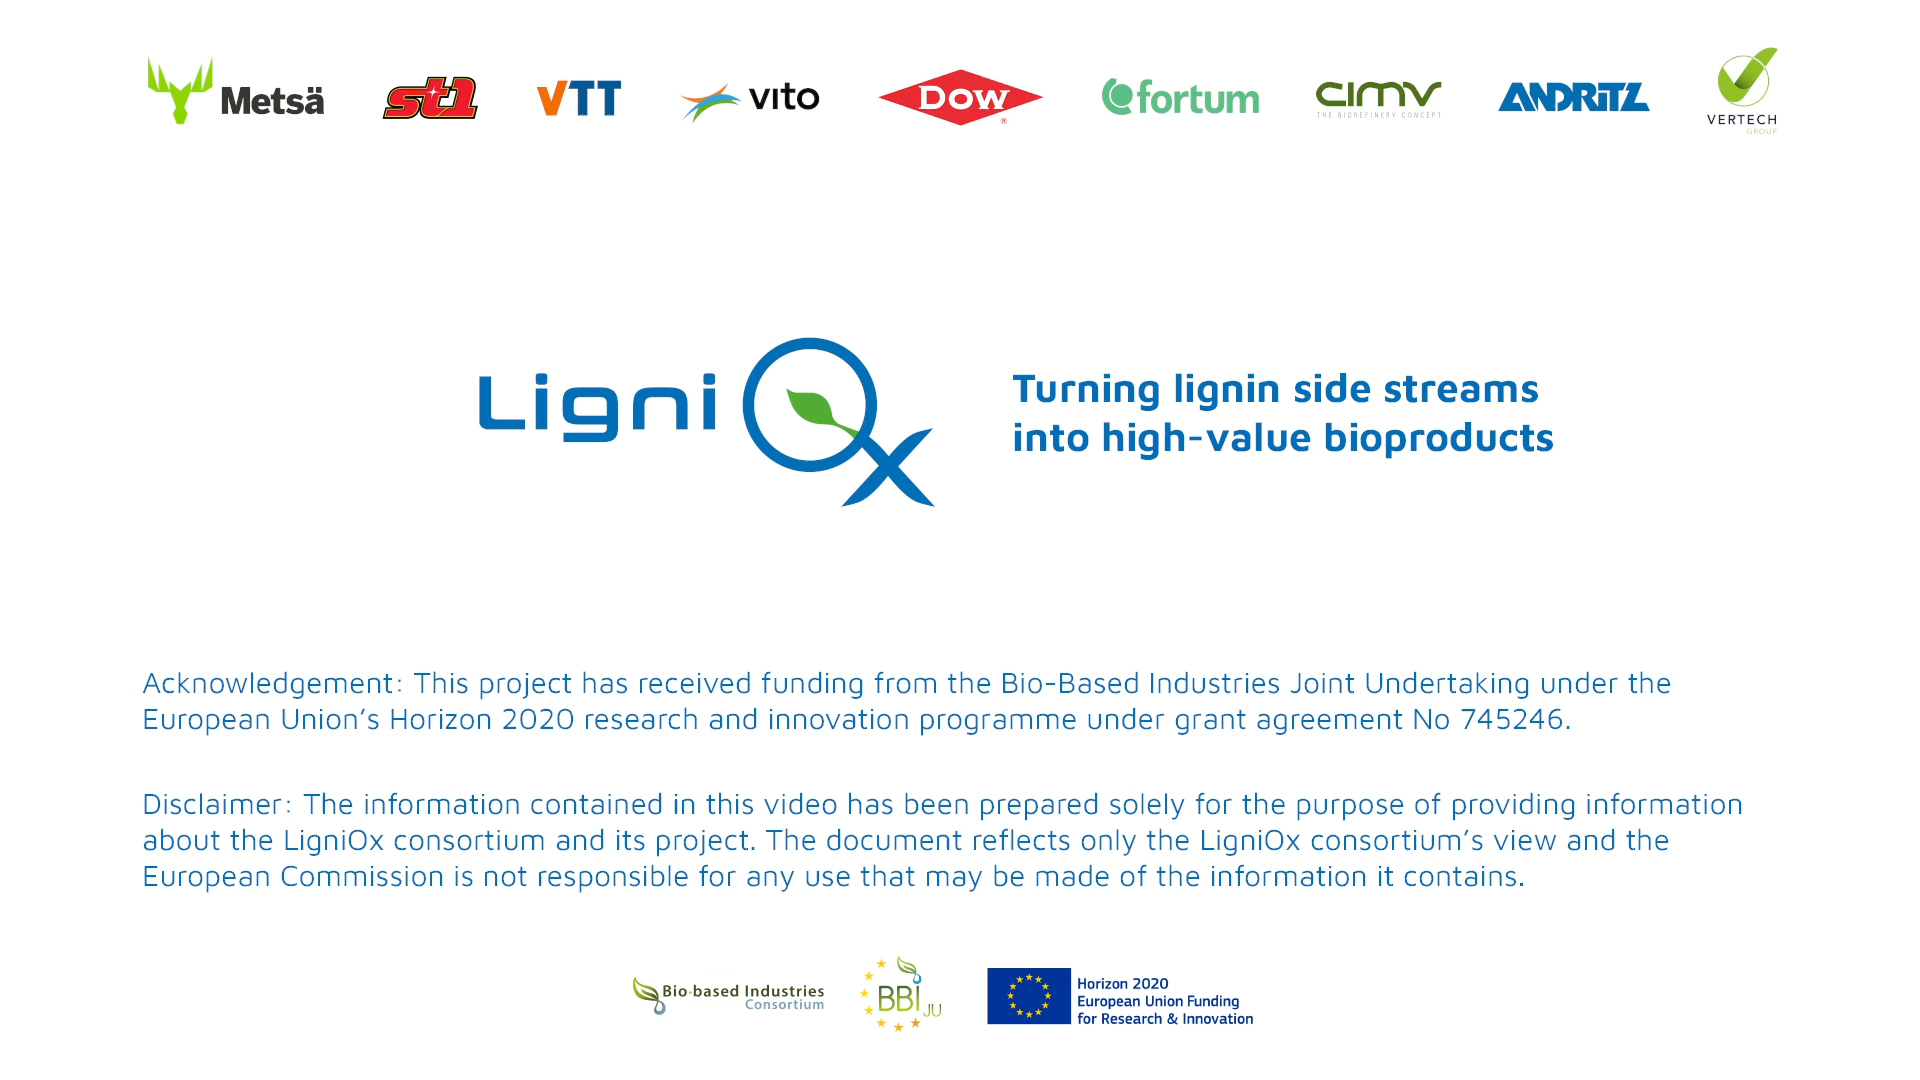 Metsä
st1
VTT
vito
Dow
®
fortum
CIMV
THE BIOREFINERY CONCEPT
ANDRITZ
VERTECH
GROUP
LigniOx
Turning lignin side streams
into high-value bioproducts
Acknowledgement: This project has received funding from the Bio-Based Industries Joint Undertaking under the
European Union’s Horizon 2020 research and innovation programme under grant agreement No 745246.
Disclaimer: The information contained in this video has been prepared solely for the purpose of providing information
about the LigniOx consortium and its project. The document reflects only the LigniOx consortium’s view and the
European Commission is not responsible for any use that may be made of the information it contains.
Bio-based Industries
Consortium
BBI
JU
Horizon 2020
European Union Funding
for Research & Innovation